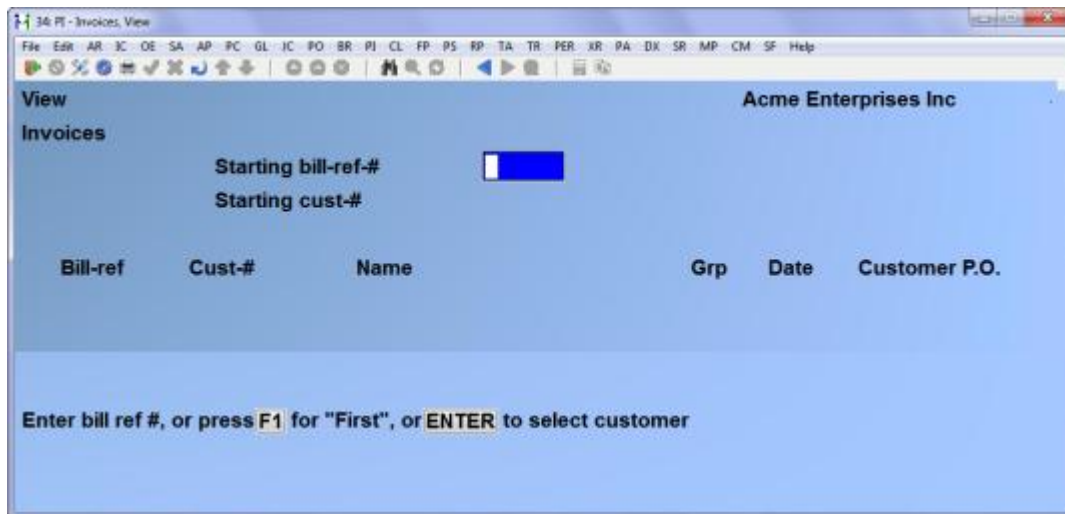 34: PI - Invoices, View
File Edit AR IC OE SA AP PC GL JC PO BR PJ CL FP PS RP TA TR PER XR PA DX SR MP CM SF Help
View Acme Enterprises Inc
Invoices
Starting bill-ref-#
Starting cust-#
Bill-ref Cust-# Name Grp Date Customer P.O.
Enter bill ref #, or press F1 for "First", or ENTER to select customer